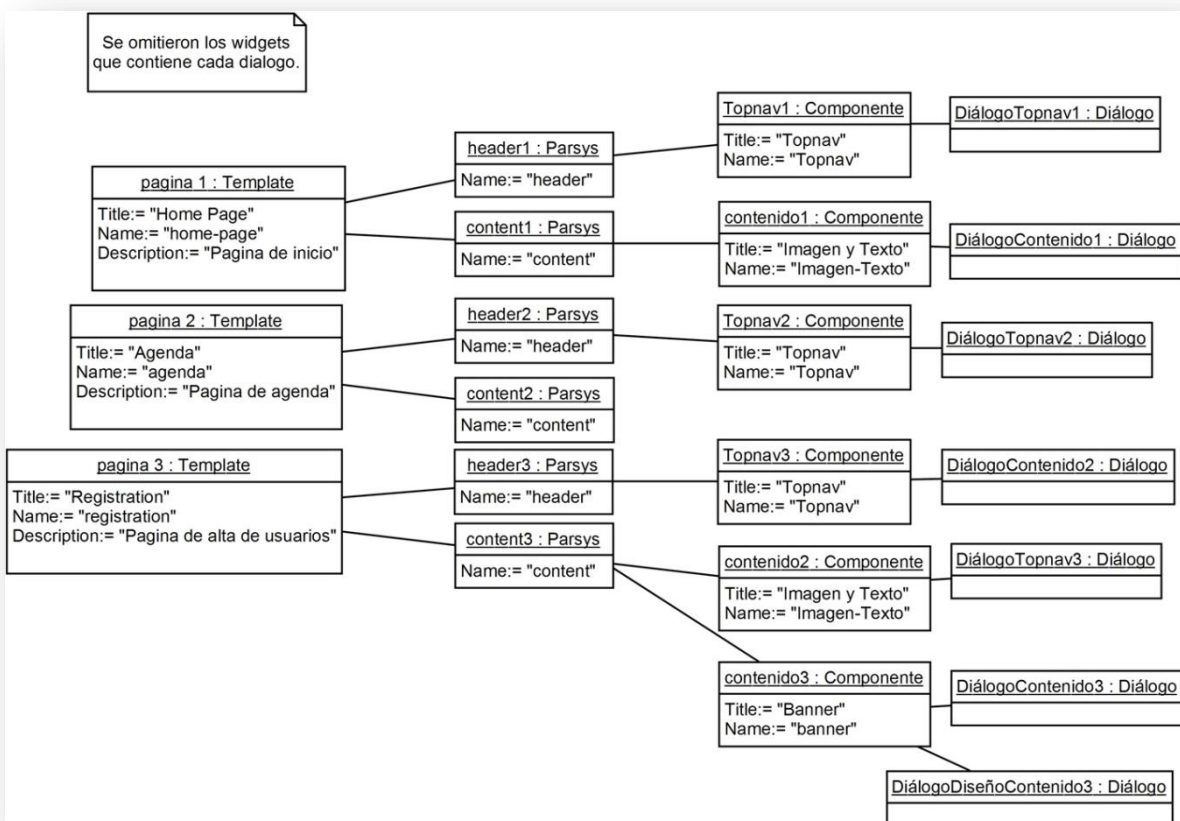 Se omitieron los widgets
que contiene cada dialogo.
pagina 1 : Template
Title:= "Home Page"
Name:= "home-page"
Description:= "Pagina de inicio"
header1 : Parsys
Name:= "header"
content1 : Parsys
Name:= "content"
Topnav1 : Componente
Title:= "Topnav"
Name:= "Topnav"
DiálogoTopnav1 : Diálogo
contenido1 : Componente
Title:= "Imagen y Texto"
Name:= "Imagen-Texto"
DiálogoContenido1 : Diálogo
pagina 2 : Template
Title:= "Agenda"
Name:= "agenda"
Description:= "Pagina de agenda"
header2 : Parsys
Name:= "header"
content2 : Parsys
Name:= "content"
Topnav2 : Componente
Title:= "Topnav"
Name:= "Topnav"
DiálogoTopnav2 : Diálogo
pagina 3 : Template
Title:= "Registration"
Name:= "registration"
Description:= "Pagina de alta de usuarios"
header3 : Parsys
Name:= "header"
content3 : Parsys
Name:= "content"
Topnav3 : Componente
Title:= "Topnav"
Name:= "Topnav"
DiálogoContenido2 : Diálogo
contenido2 : Componente
Title:= "Imagen y Texto"
Name:= "Imagen-Texto"
DiálogoTopnav3 : Diálogo
contenido3 : Componente
Title:= "Banner"
Name:= "banner"
DiálogoContenido3 : Diálogo
DiálogoDiseñoContenido3 : Diálogo